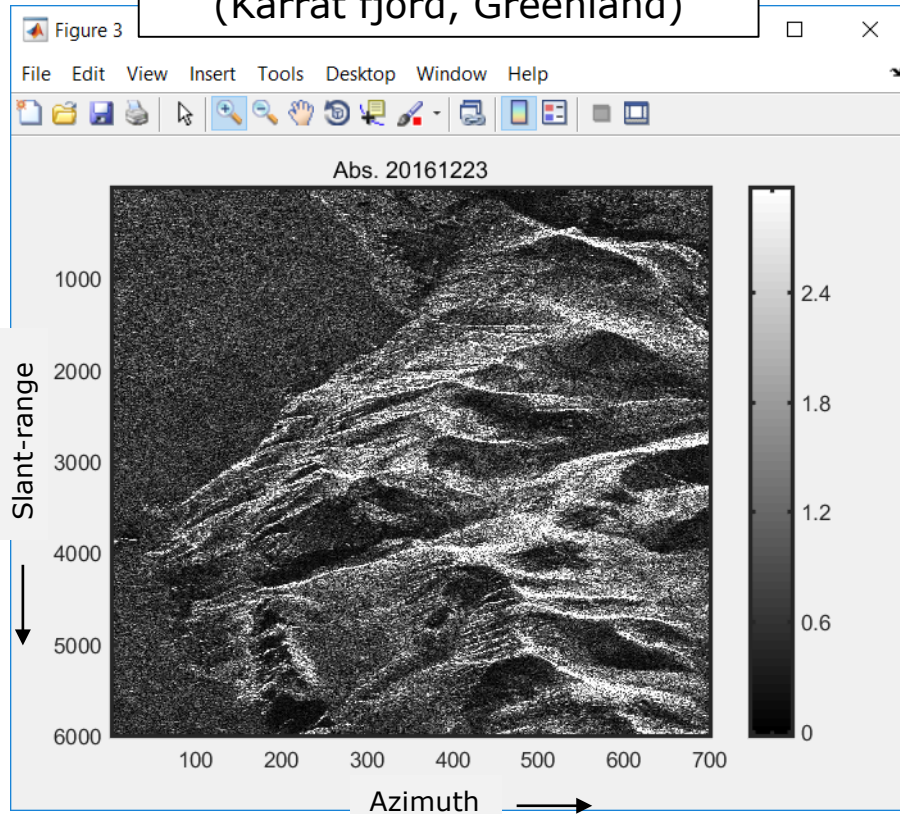 (Karrat fjord, Greenland)
Figure 3
File Edit View Insert Tools Desktop Window Help
Abs. 20161223
1000
2000
3000
4000
5000
6000
Slant-range
100 200 300 400 500 600 700
Azimuth
2.4
1.8
1.2
0.6
0